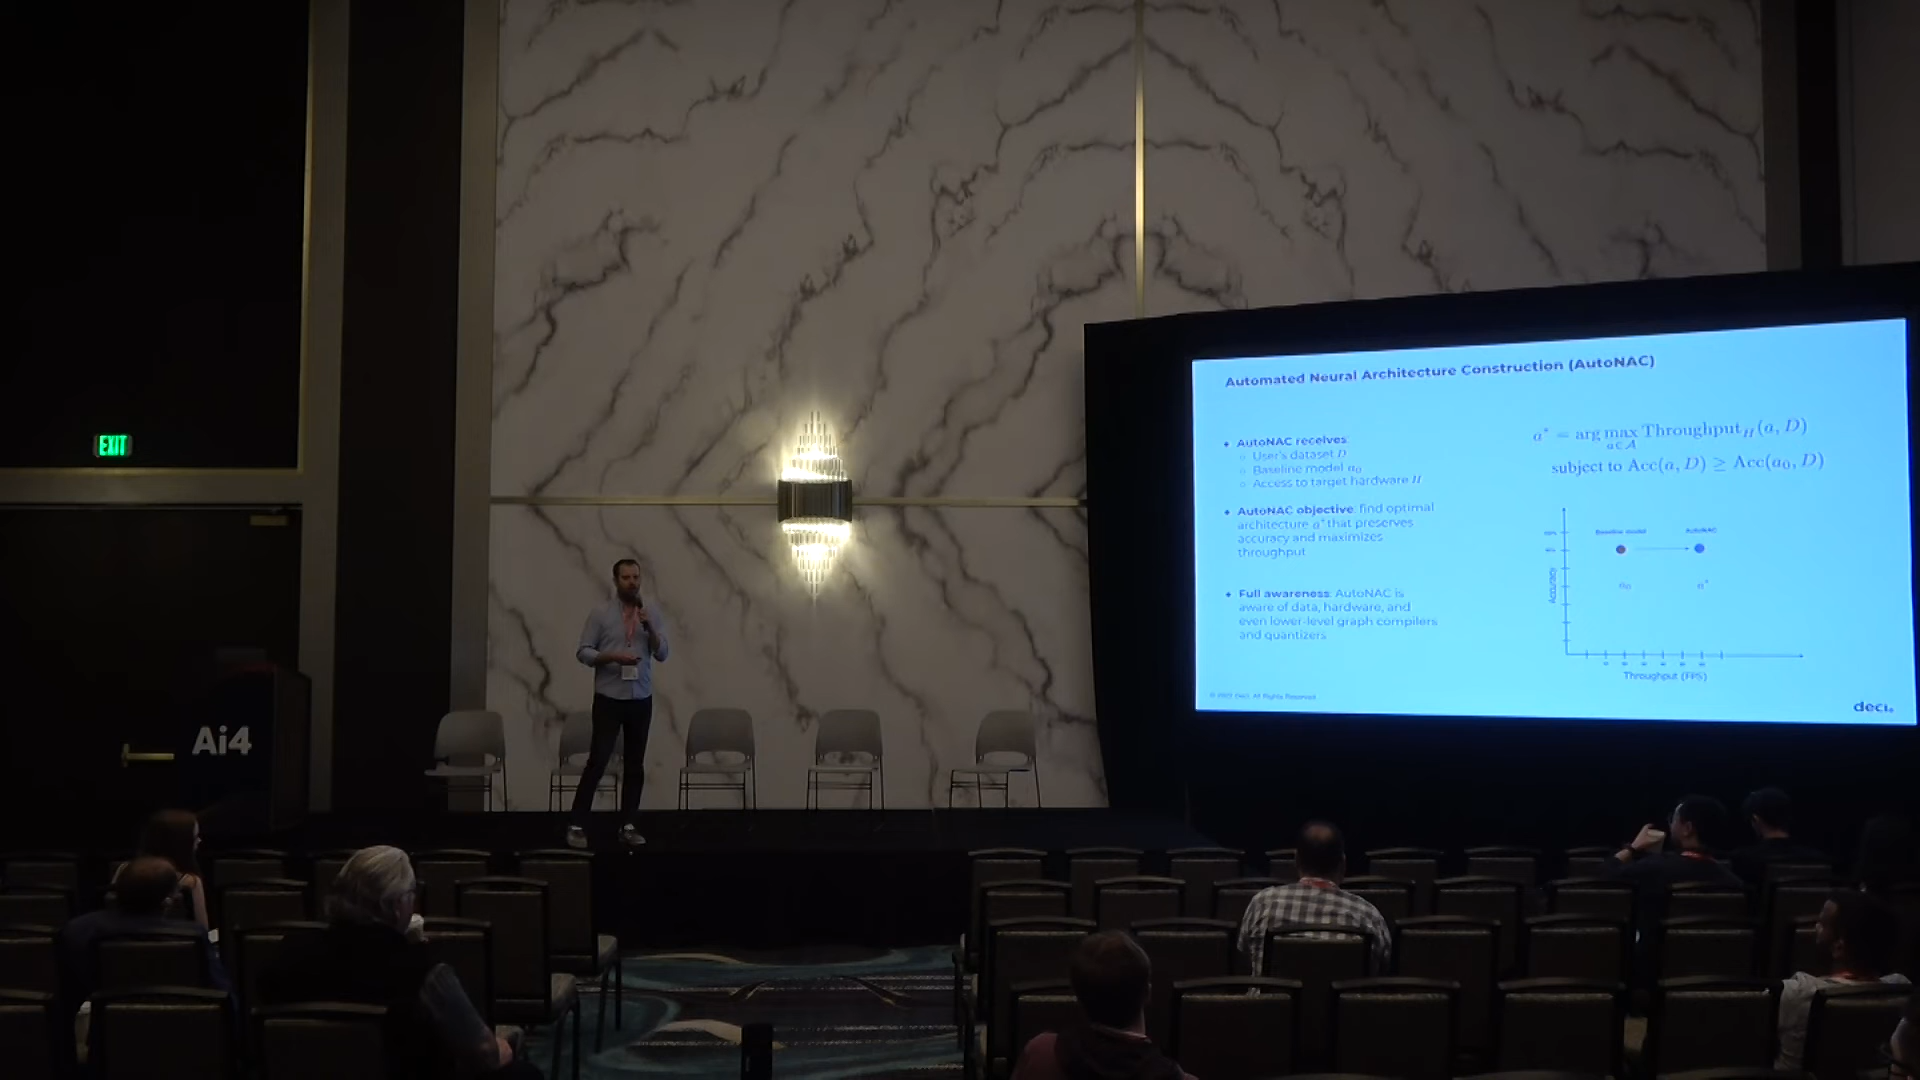 EXIT
Ai4
Automated Neural Architecture Construction (AutoNAC)
AutoNAC receives
User's dataset D
Baseline model a₀
Access to target hardware H
AutoNAC objective: find optimal
architecture a* that preserves
accuracy and maximizes
throughput
Full awareness: AutoNAC is
aware of data, hardware, and
even lower-level graph compilers
and quantizers
a* = arg max Throughput_H(a, D)
a∈A
subject to Acc(a, D) ≥ Acc(a₀, D)
Baseline model
AutoNAC
a₀
a*
Accuracy
Throughput (FPS)
deci.